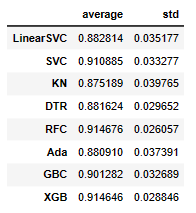 average std
LinearSVC 0.882814 0.035177
SVC 0.910885 0.033277
KN 0.875189 0.039765
DTR 0.881624 0.029652
RFC 0.914676 0.026057
Ada 0.880910 0.037391
GBC 0.901282 0.032689
XGB 0.914646 0.028846